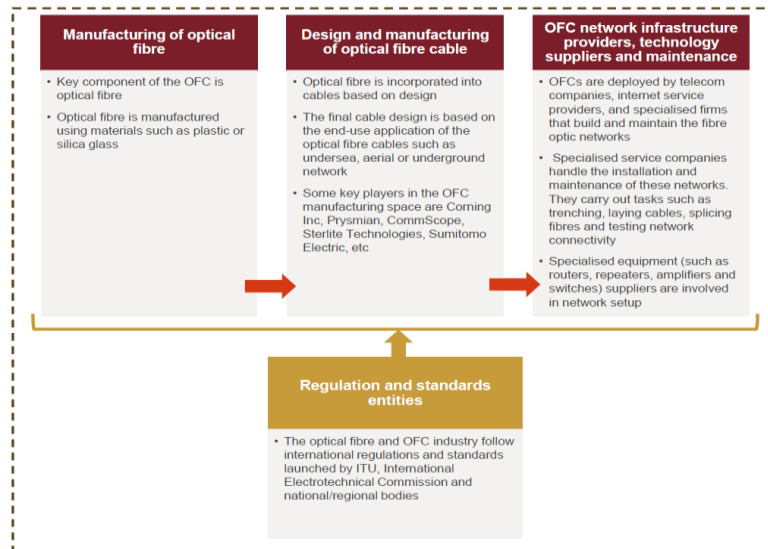 Manufacturing of optical
fibre
• Key component of the OFC is
optical fibre
• Optical fibre is manufactured
using materials such as plastic or
silica glass
Design and manufacturing
of optical fibre cable
• Optical fibre is incorporated into
cables based on design
• The final cable design is based on
the end-use application of the
optical fibre cables such as
undersea, aerial or underground
network
• Some key players in the OFC
manufacturing space are Corning
Inc, Prysmian, CommScope,
Sterlite Technologies, Sumitomo
Electric, etc
OFC network infrastructure
providers, technology
suppliers and maintenance
• OFCs are deployed by telecom
companies, internet service
providers, and specialised firms
that build and maintain the fibre
optic networks
• Specialised service companies
handle the installation and
maintenance of these networks.
They carry out tasks such as
trenching, laying cables, splicing
fibres and testing network
connectivity
• Specialised equipment (such as
routers, repeaters, amplifiers and
switches) suppliers are involved
in network setup
Regulation and standards
entities
• The optical fibre and OFC industry follow
international regulations and standards
launched by ITU, International
Electrotechnical Commission and
national/regional bodies